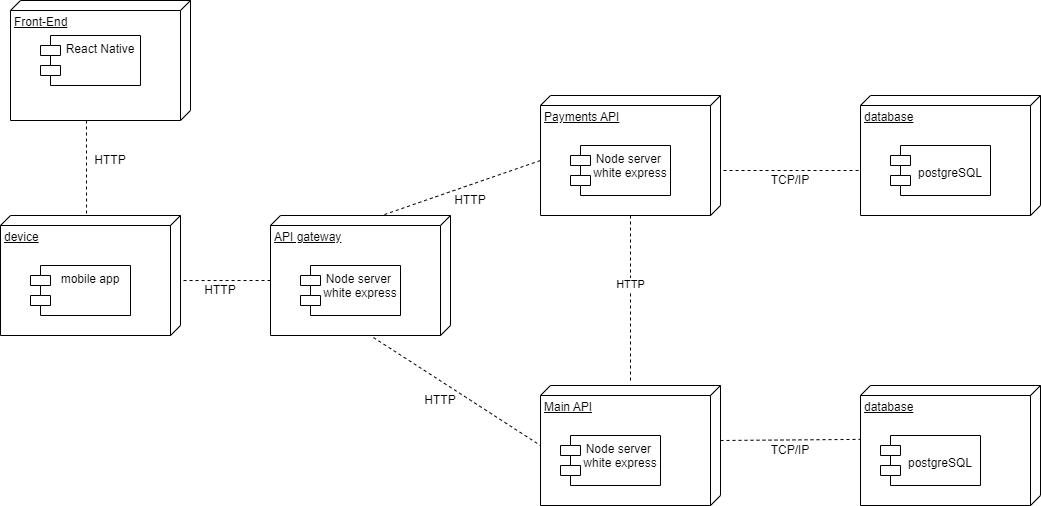 Front-End
React Native
HTTP
device
mobile app
HTTP
API gateway
Node server
white express
HTTP
HTTP
Payments API
Node server
white express
TCP/IP
database
postgreSQL
HTTP
Main API
Node server
white express
TCP/IP
database
postgreSQL